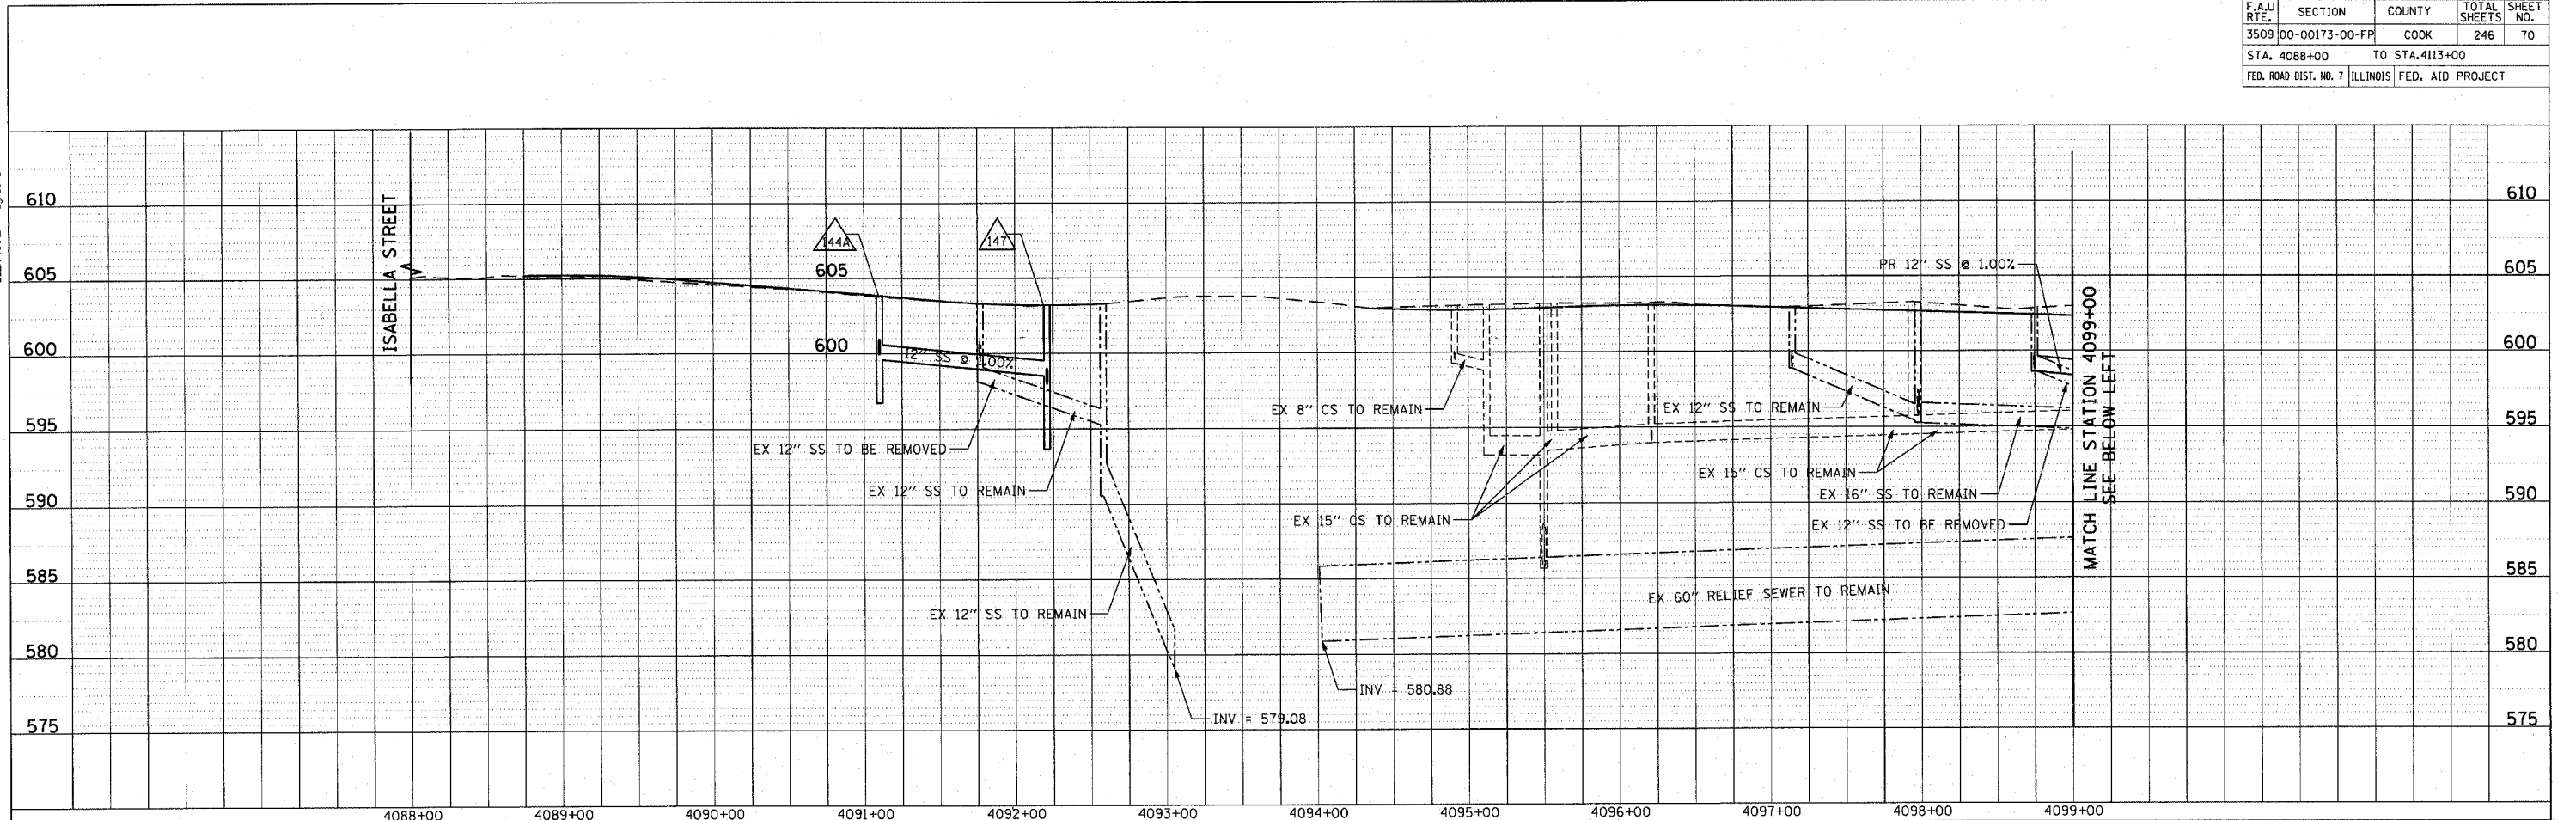 F.A.U RTE. SECTION COUNTY TOTAL SHEETS SHEET NO.
3509 00-00173-00-FP COOK 246 70
STA. 4088+00 TO STA.4113+00
FED. ROAD DIST. NO. 7 ILLINOIS FED. AID PROJECT
610
605
600
595
590
585
580
575
ISABELLA STREET
144A
147
605
600
12" SS @ 1.00%
EX 12" SS TO BE REMOVED
EX 12" SS TO REMAIN
EX 12" SS TO REMAIN
INV = 579.08
INV = 580.88
EX 8" CS TO REMAIN
EX 15" CS TO REMAIN
EX 12" SS TO REMAIN
PR 12" SS @ 1.00%
EX 15" CS TO REMAIN
EX 16" SS TO REMAIN
EX 12" SS TO BE REMOVED
EX 60" RELIEF SEWER TO REMAIN
MATCH LINE STATION 4099+00
SEE BELOW LEFT
610
605
600
595
590
585
580
575
4088+00 4089+00 4090+00 4091+00 4092+00 4093+00 4094+00 4095+00 4096+00 4097+00 4098+00 4099+00